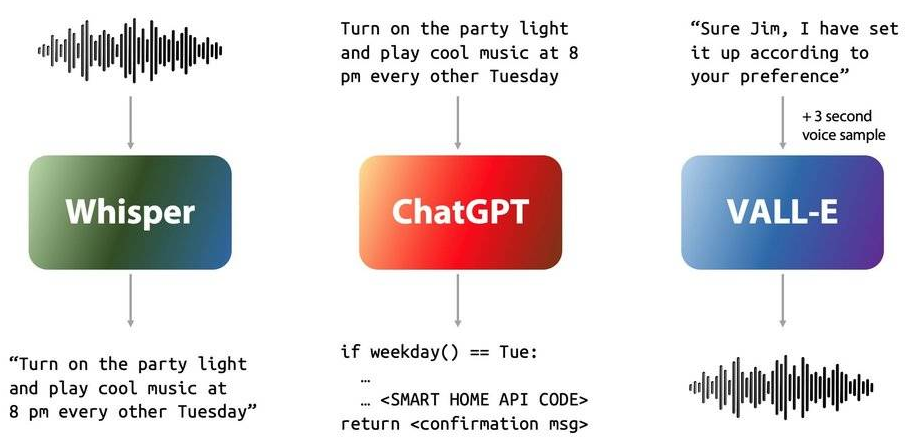 Whisper
“Turn on the party light
and play cool music at
8 pm every other Tuesday”
Turn on the party light
and play cool music at 8
pm every other Tuesday
ChatGPT
if weekday() == Tue:
…
… <SMART HOME API CODE>
return <confirmation msg>
“Sure Jim, I have set
it up according to
your preference”
+ 3 second
voice sample
VALL-E